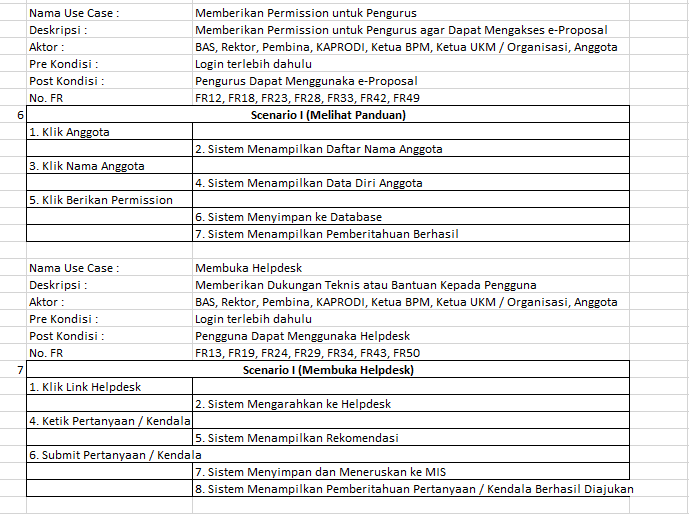 Nama Use Case : Memberikan Permission untuk Pengurus
Deskripsi : Memberikan Permission untuk Pengurus agar Dapat Mengakses e-Proposal
Aktor : BAS, Rektor, Pembina, KAPRODI, Ketua BPM, Ketua UKM / Organisasi, Anggota
Pre Kondisi : Login terlebih dahulu
Post Kondisi : Pengurus Dapat Menggunaka e-Proposal
No. FR FR12, FR18, FR23, FR28, FR33, FR42, FR49
6 Scenario I (Melihat Panduan)
1. Klik Anggota
2. Sistem Menampilkan Daftar Nama Anggota
3. Klik Nama Anggota
4. Sistem Menampilkan Data Diri Anggota
5. Klik Berikan Permission
6. Sistem Menyimpan ke Database
7. Sistem Menampilkan Pemberitahuan Berhasil
Nama Use Case : Membuka Helpdesk
Deskripsi : Memberikan Dukungan Teknis atau Bantuan Kepada Pengguna
Aktor : BAS, Rektor, Pembina, KAPRODI, Ketua BPM, Ketua UKM / Organisasi, Anggota
Pre Kondisi : Login terlebih dahulu
Post Kondisi : Pengguna Dapat Menggunaka Helpdesk
No. FR FR13, FR19, FR24, FR29, FR34, FR43, FR50
7 Scenario I (Membuka Helpdesk)
1. Klik Link Helpdesk
2. Sistem Mengarahkan ke Helpdesk
4. Ketik Pertanyaan / Kendala
5. Sistem Menampilkan Rekomendasi
6. Submit Pertanyaan / Kendala
7. Sistem Menyimpan dan Meneruskan ke MIS
8. Sistem Menampilkan Pemberitahuan Pertanyaan / Kendala Berhasil Diajukan